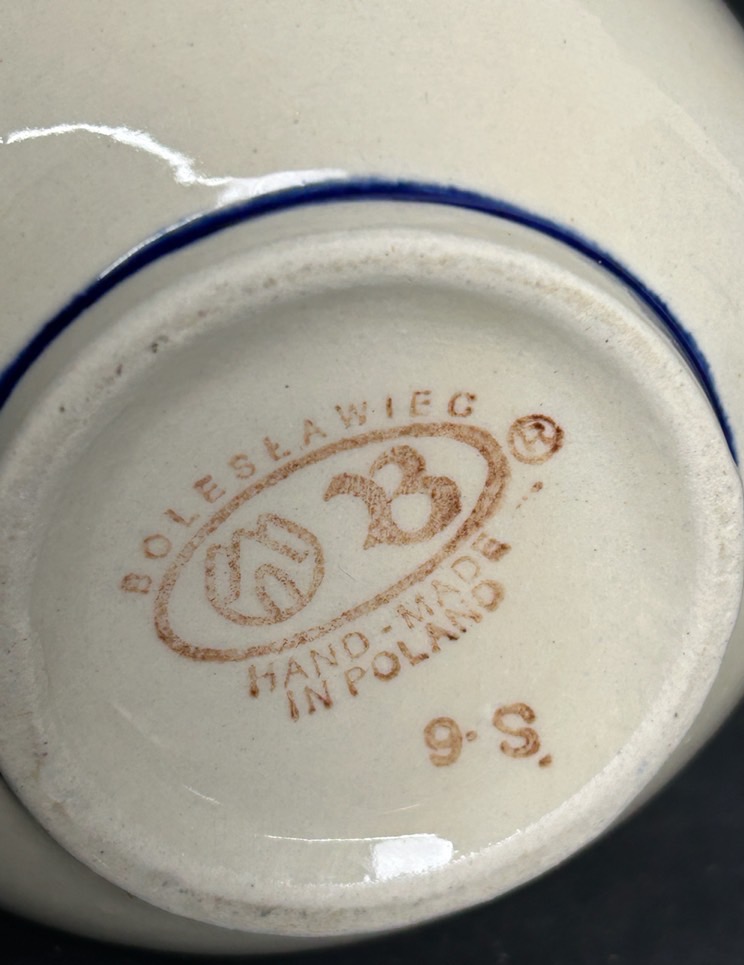 BOLESŁAWIEC
B
®
HAND-MADE
IN POLAND
9. S.